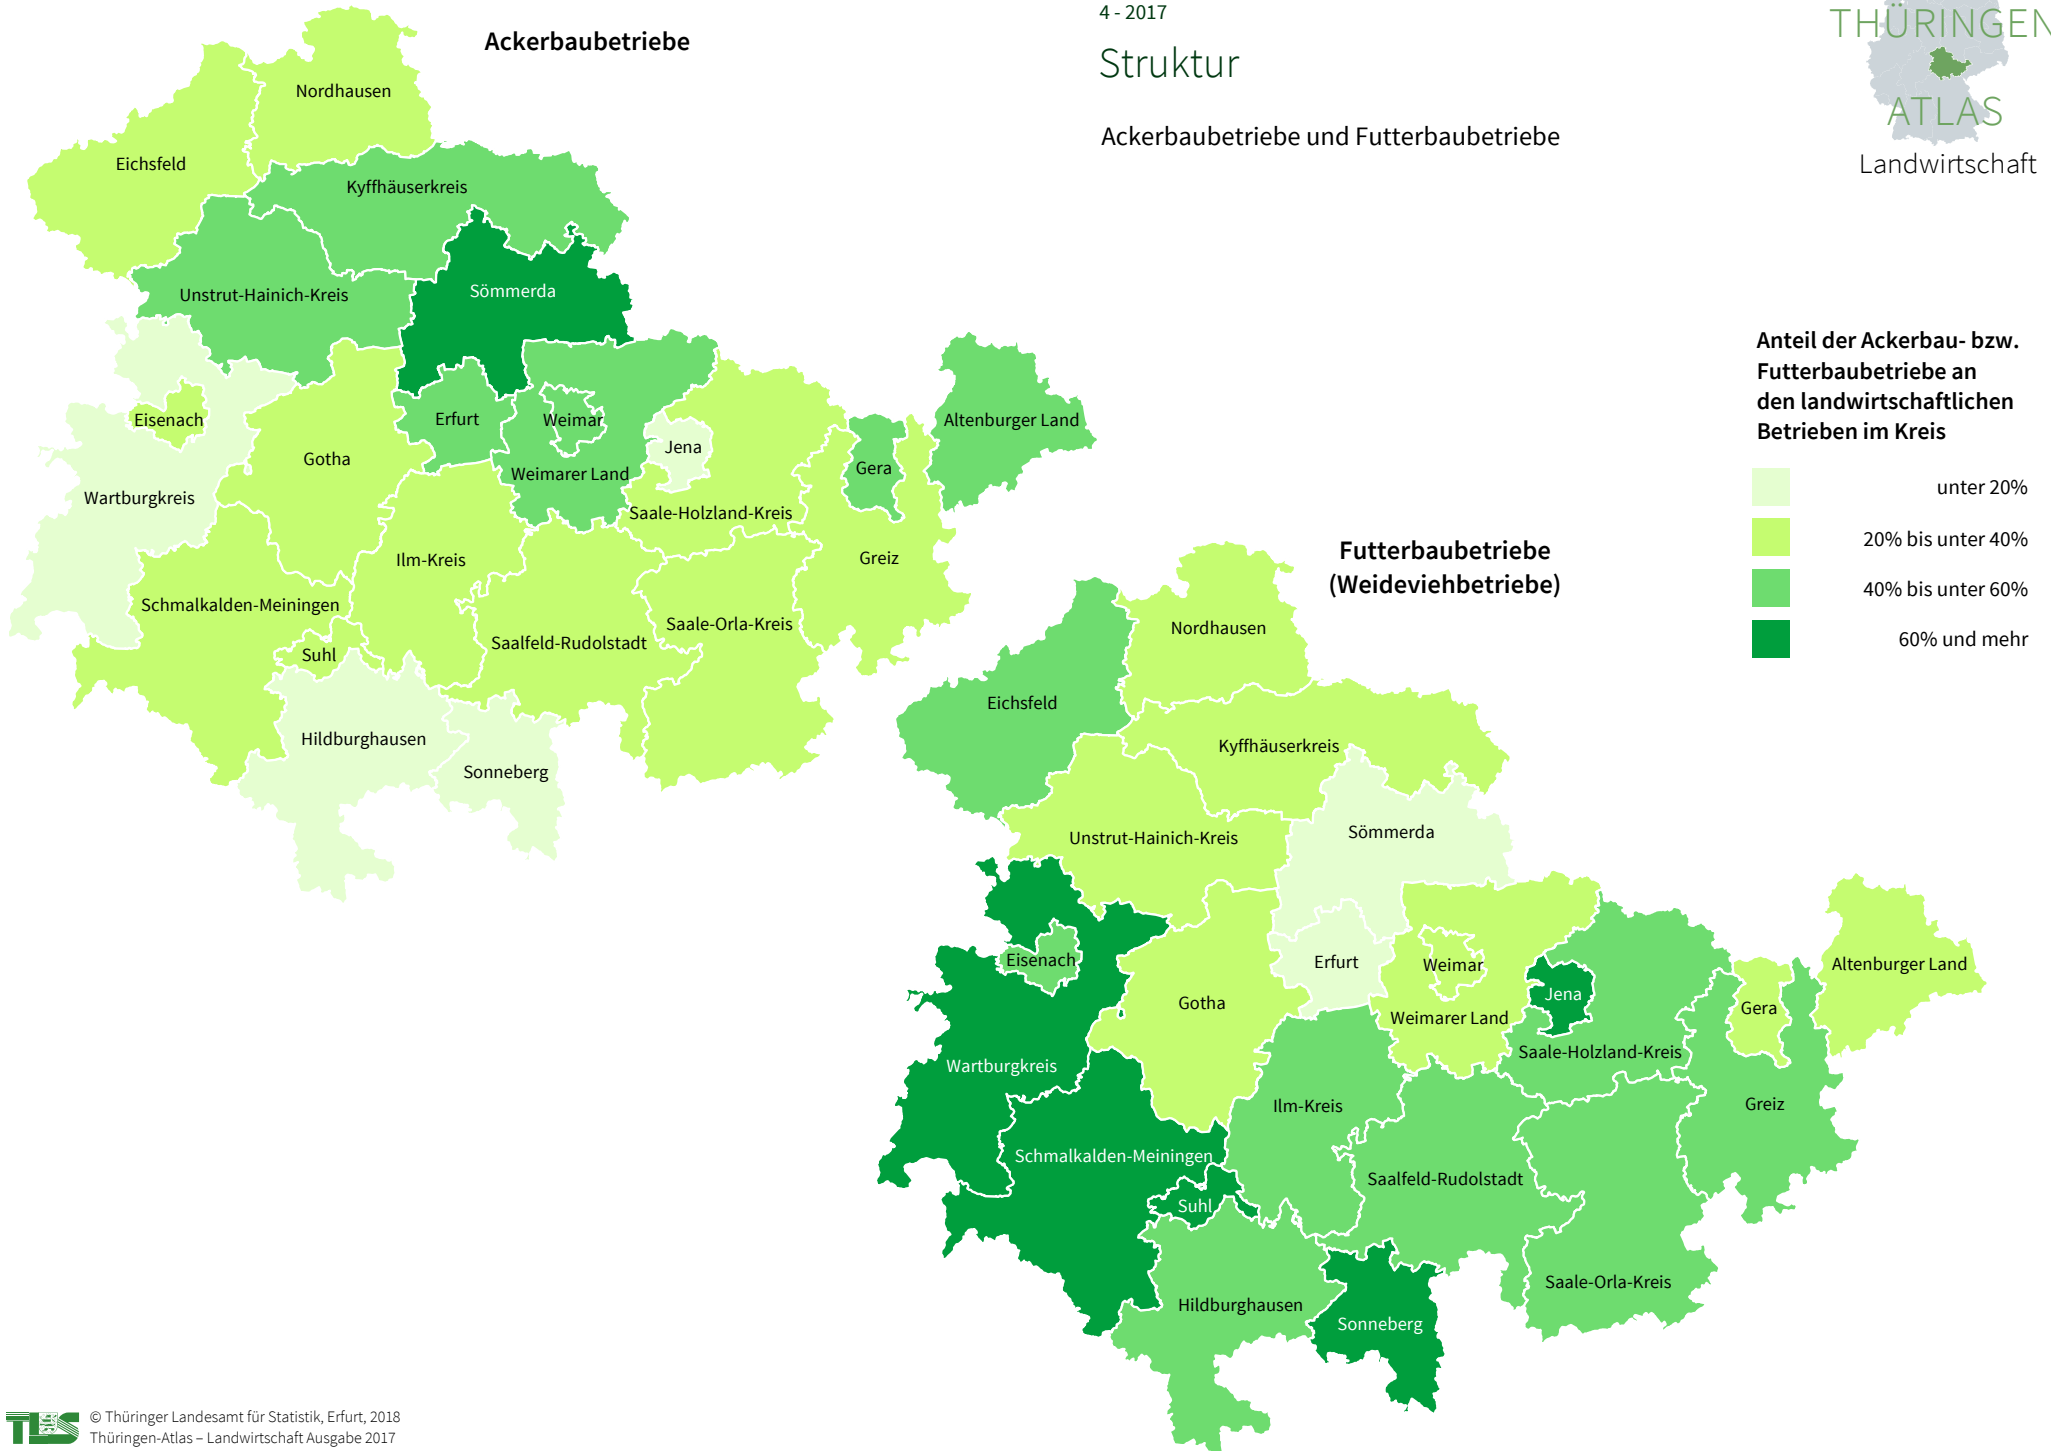 4 - 2017
Struktur
Ackerbaubetriebe und Futterbaubetriebe
THÜRINGEN
ATLAS
Landwirtschaft
Ackerbaubetriebe
Nordhausen
Eichsfeld
Kyffhäuserkreis
Unstrut-Hainich-Kreis
Sömmerda
Eisenach
Erfurt
Weimar
Altenburger Land
Jena
Gotha
Gera
Weimarer Land
Wartburgkreis
Saale-Holzland-Kreis
Ilm-Kreis
Greiz
Schmalkalden-Meiningen
Saale-Orla-Kreis
Saalfeld-Rudolstadt
Suhl
Hildburghausen
Sonneberg
Anteil der Ackerbau- bzw.
Futterbaubetriebe an
den landwirtschaftlichen
Betrieben im Kreis
unter 20%
20% bis unter 40%
40% bis unter 60%
60% und mehr
Futterbaubetriebe
(Weideviehbetriebe)
Nordhausen
Eichsfeld
Kyffhäuserkreis
Sömmerda
Unstrut-Hainich-Kreis
Eisenach
Erfurt
Weimar
Altenburger Land
Jena
Gotha
Gera
Weimarer Land
Saale-Holzland-Kreis
Wartburgkreis
Ilm-Kreis
Greiz
Schmalkalden-Meiningen
Saalfeld-Rudolstadt
Suhl
Saale-Orla-Kreis
Hildburghausen
Sonneberg
TLS
© Thüringer Landesamt für Statistik, Erfurt, 2018
Thüringen-Atlas – Landwirtschaft Ausgabe 2017